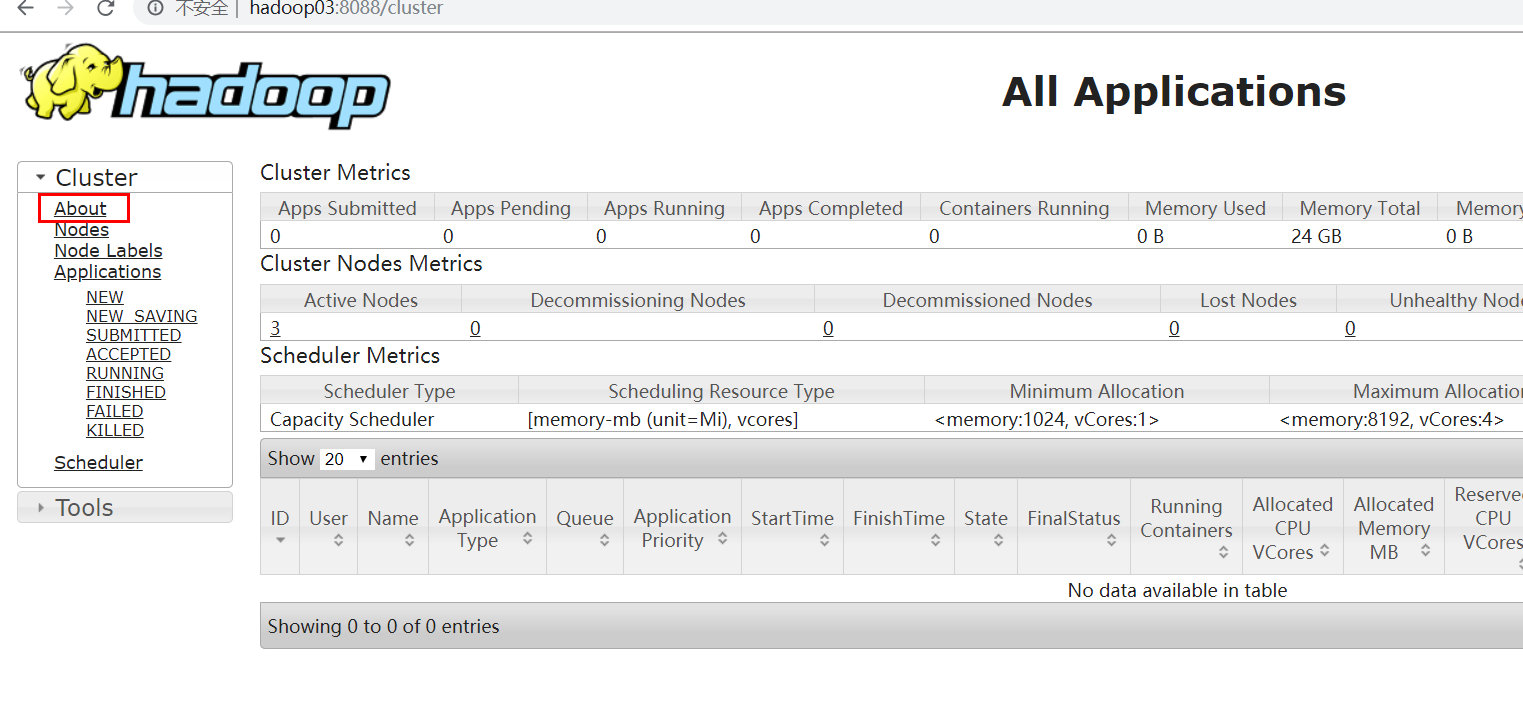 不安全 | hadoop03:8088/cluster
hadoop
All Applications
Cluster
About
Nodes
Node Labels
Applications
NEW
NEW_SAVING
SUBMITTED
ACCEPTED
RUNNING
FINISHED
FAILED
KILLED
Scheduler
Tools
Cluster Metrics
Apps Submitted Apps Pending Apps Running Apps Completed Containers Running Memory Used Memory Total Memory
0 0 0 0 0 0 B 24 GB 0 B
Cluster Nodes Metrics
Active Nodes Decommissioning Nodes Decommissioned Nodes Lost Nodes Unhealthy Node
3 0 0 0 0
Scheduler Metrics
Scheduler Type Scheduling Resource Type Minimum Allocation Maximum Allocation
Capacity Scheduler [memory-mb (unit=Mi), vcores] <memory:1024, vCores:1> <memory:8192, vCores:4>
Show 20 entries
ID User Name Application Type Queue Application Priority StartTime FinishTime State FinalStatus Running Containers Allocated CPU VCores Allocated Memory MB Reserved CPU VCores
No data available in table
Showing 0 to 0 of 0 entries